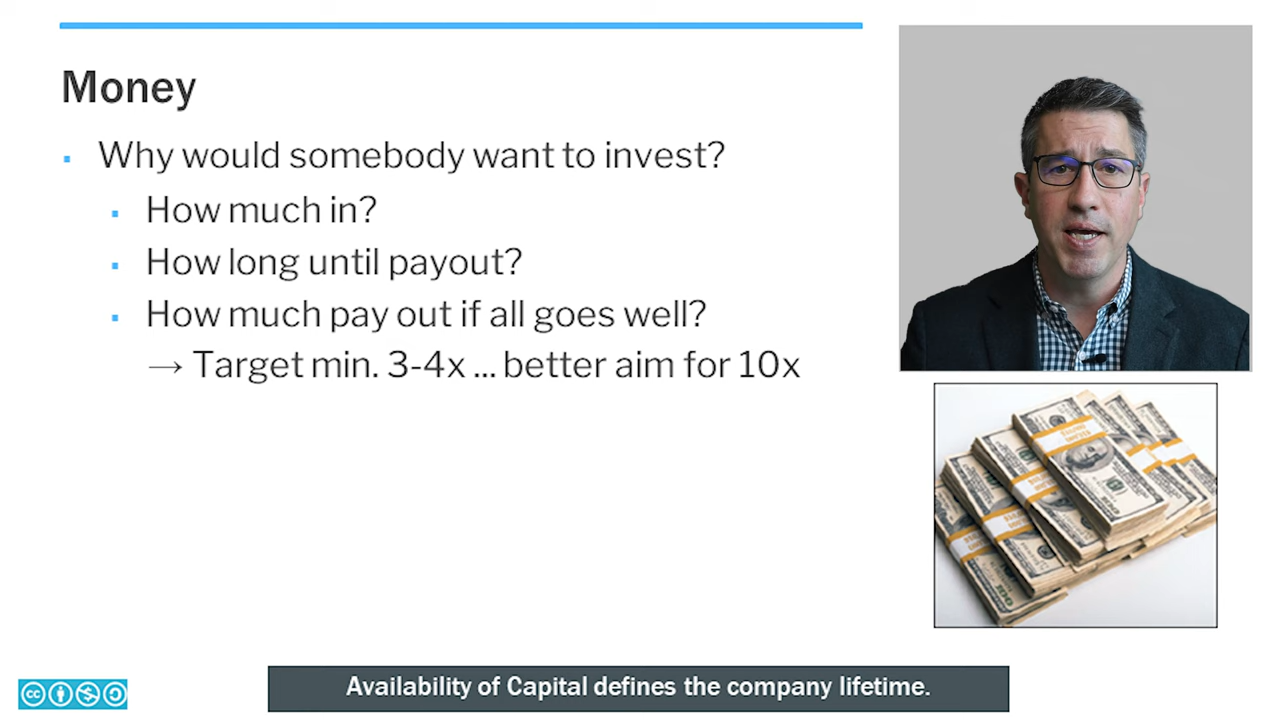 Money
Why would somebody want to invest?
How much in?
How long until payout?
How much pay out if all goes well?
→ Target min. 3-4x ... better aim for 10x
Availability of Capital defines the company lifetime.